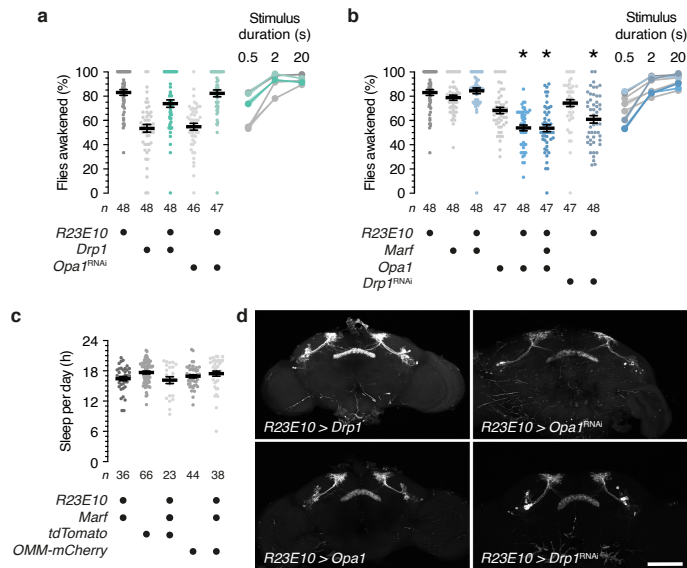 a
Stimulus
duration (s)
0.5 2 20
Flies awakened (%)
100
80
60
40
20
0
n 48 48 48 46 47
R23E10
Drp1
Opa1RNAi
b
Stimulus
duration (s)
0.5 2 20
* * *
Flies awakened (%)
100
80
60
40
20
0
n 48 48 48 47 48 47 47 48
R23E10
Marf
Opa1
Drp1RNAi
c
Sleep per day (h)
24
18
12
6
0
n 36 66 23 44 38
R23E10
Marf
tdTomato
OMM-mCherry
d
R23E10 > Drp1
R23E10 > Opa1RNAi
R23E10 > Opa1
R23E10 > Drp1RNAi